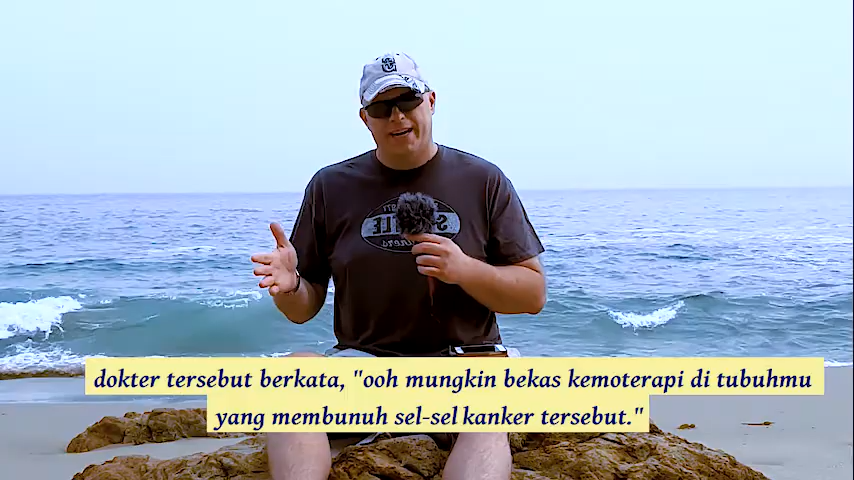 dokter tersebut berkata, "ooh mungkin bekas kemoterapi di tubuhmu
yang membunuh sel-sel kanker tersebut."